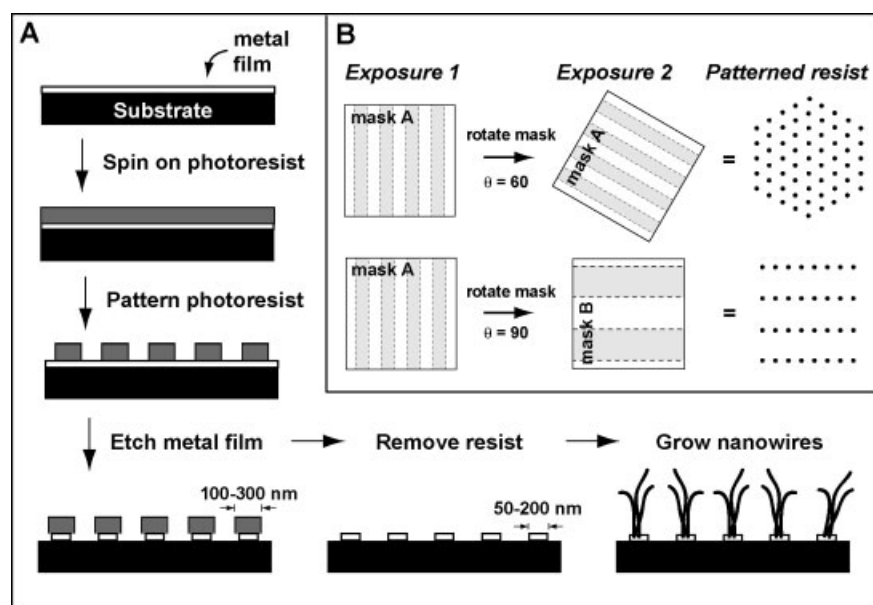 A
metal
film
Substrate
Spin on photoresist
Pattern photoresist
Etch metal film
Remove resist
Grow nanowires
100-300 nm
50-200 nm
B
Exposure 1
Exposure 2
Patterned resist
mask A
rotate mask
θ = 60
mask A
=
mask A
rotate mask
θ = 90
mask B
=